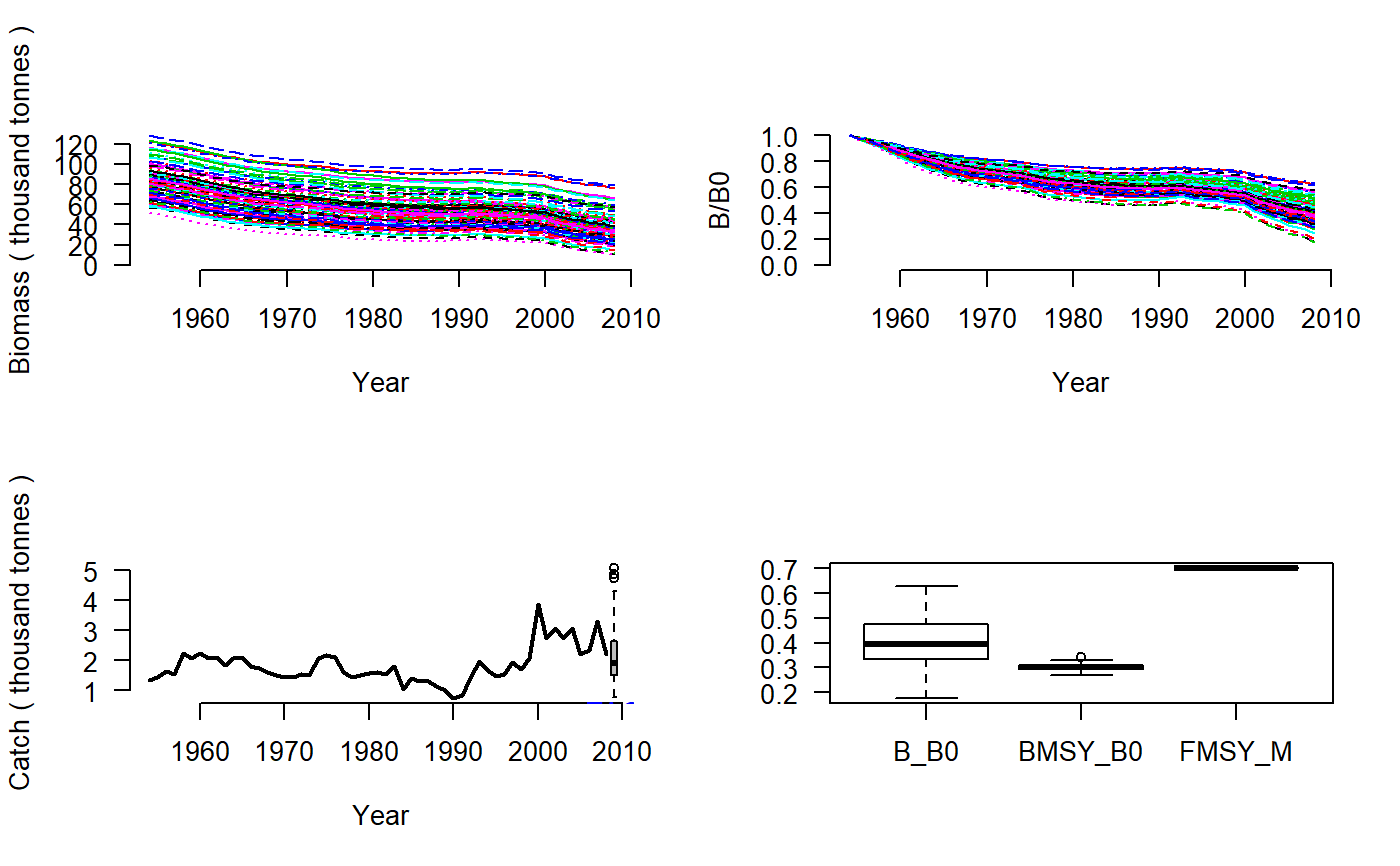 Biomass ( thousand tonnes )
120
100
80
60
40
20
0
1960 1970 1980 1990 2000 2010
Year
B/B0
1.0
0.8
0.6
0.4
0.2
0.0
1960 1970 1980 1990 2000 2010
Year
Catch ( thousand tonnes )
5
4
3
2
1
1960 1970 1980 1990 2000 2010
Year
0.7
0.6
0.5
0.4
0.3
0.2
B_B0 BMSY_B0 FMSY_M